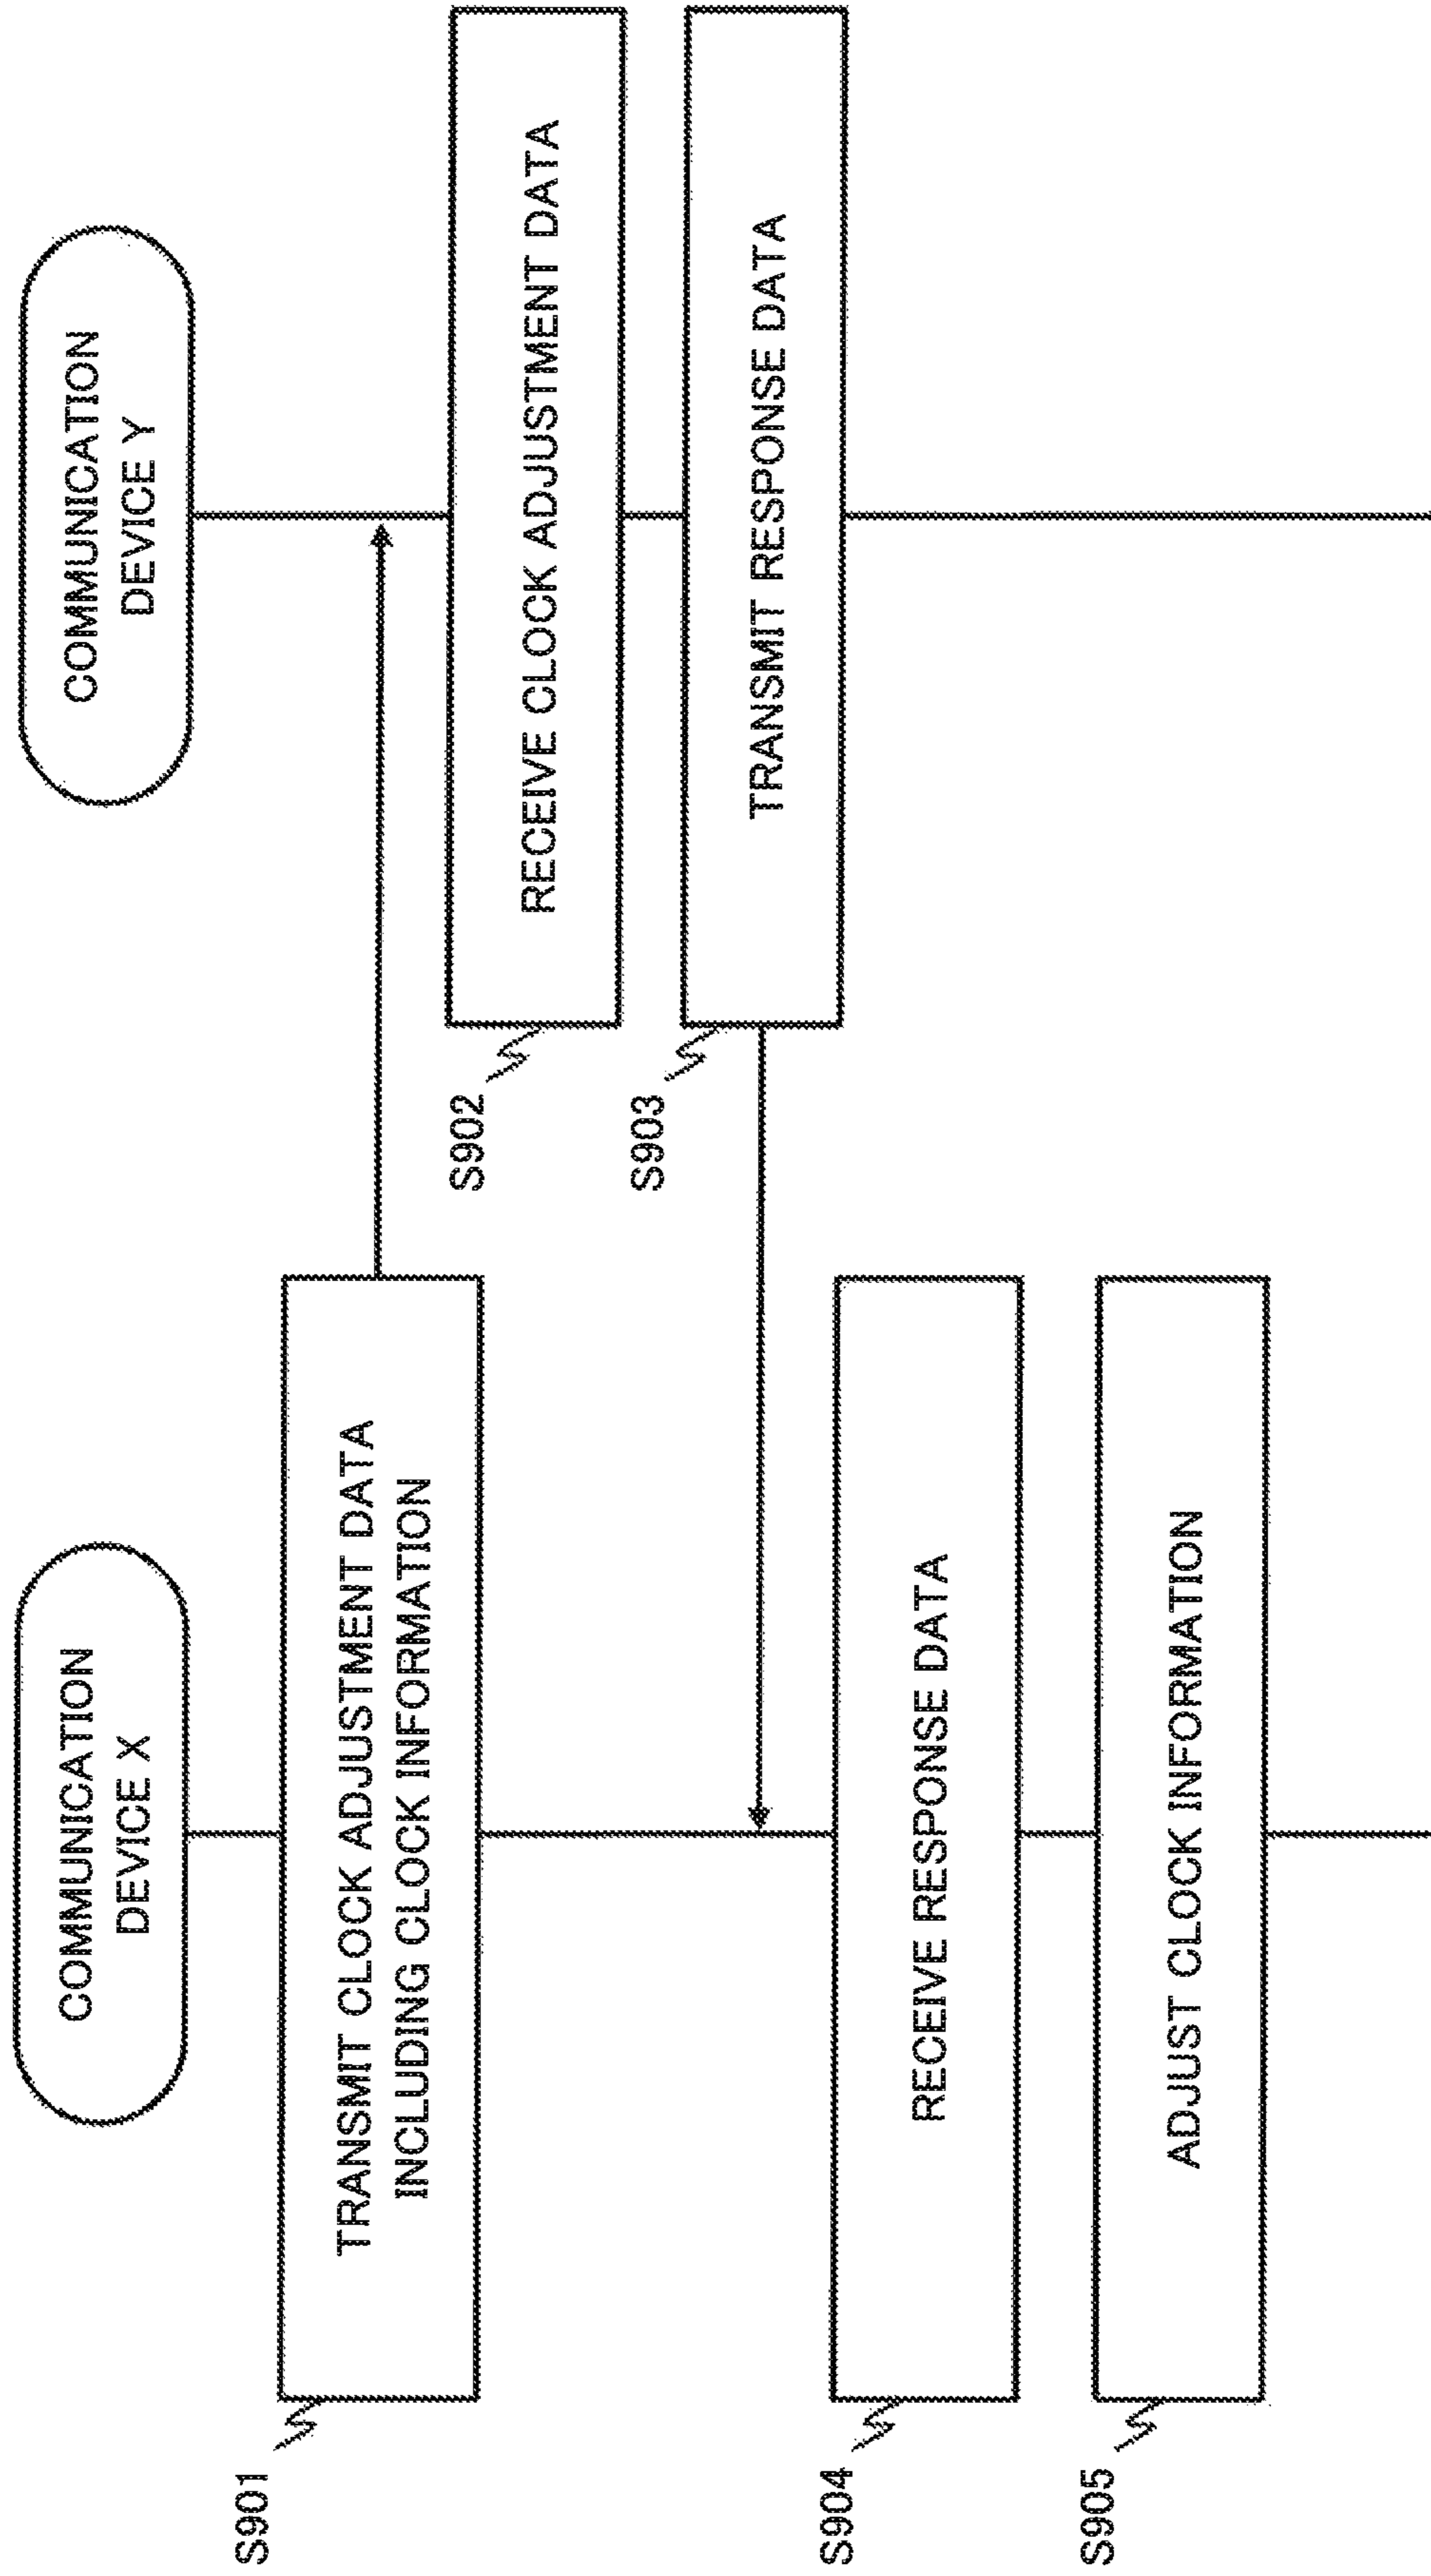 COMMUNICATION
DEVICE X
COMMUNICATION
DEVICE Y
S901
TRANSMIT CLOCK ADJUSTMENT DATA
INCLUDING CLOCK INFORMATION
S902
RECEIVE CLOCK ADJUSTMENT DATA
S903
TRANSMIT RESPONSE DATA
S904
RECEIVE RESPONSE DATA
S905
ADJUST CLOCK INFORMATION